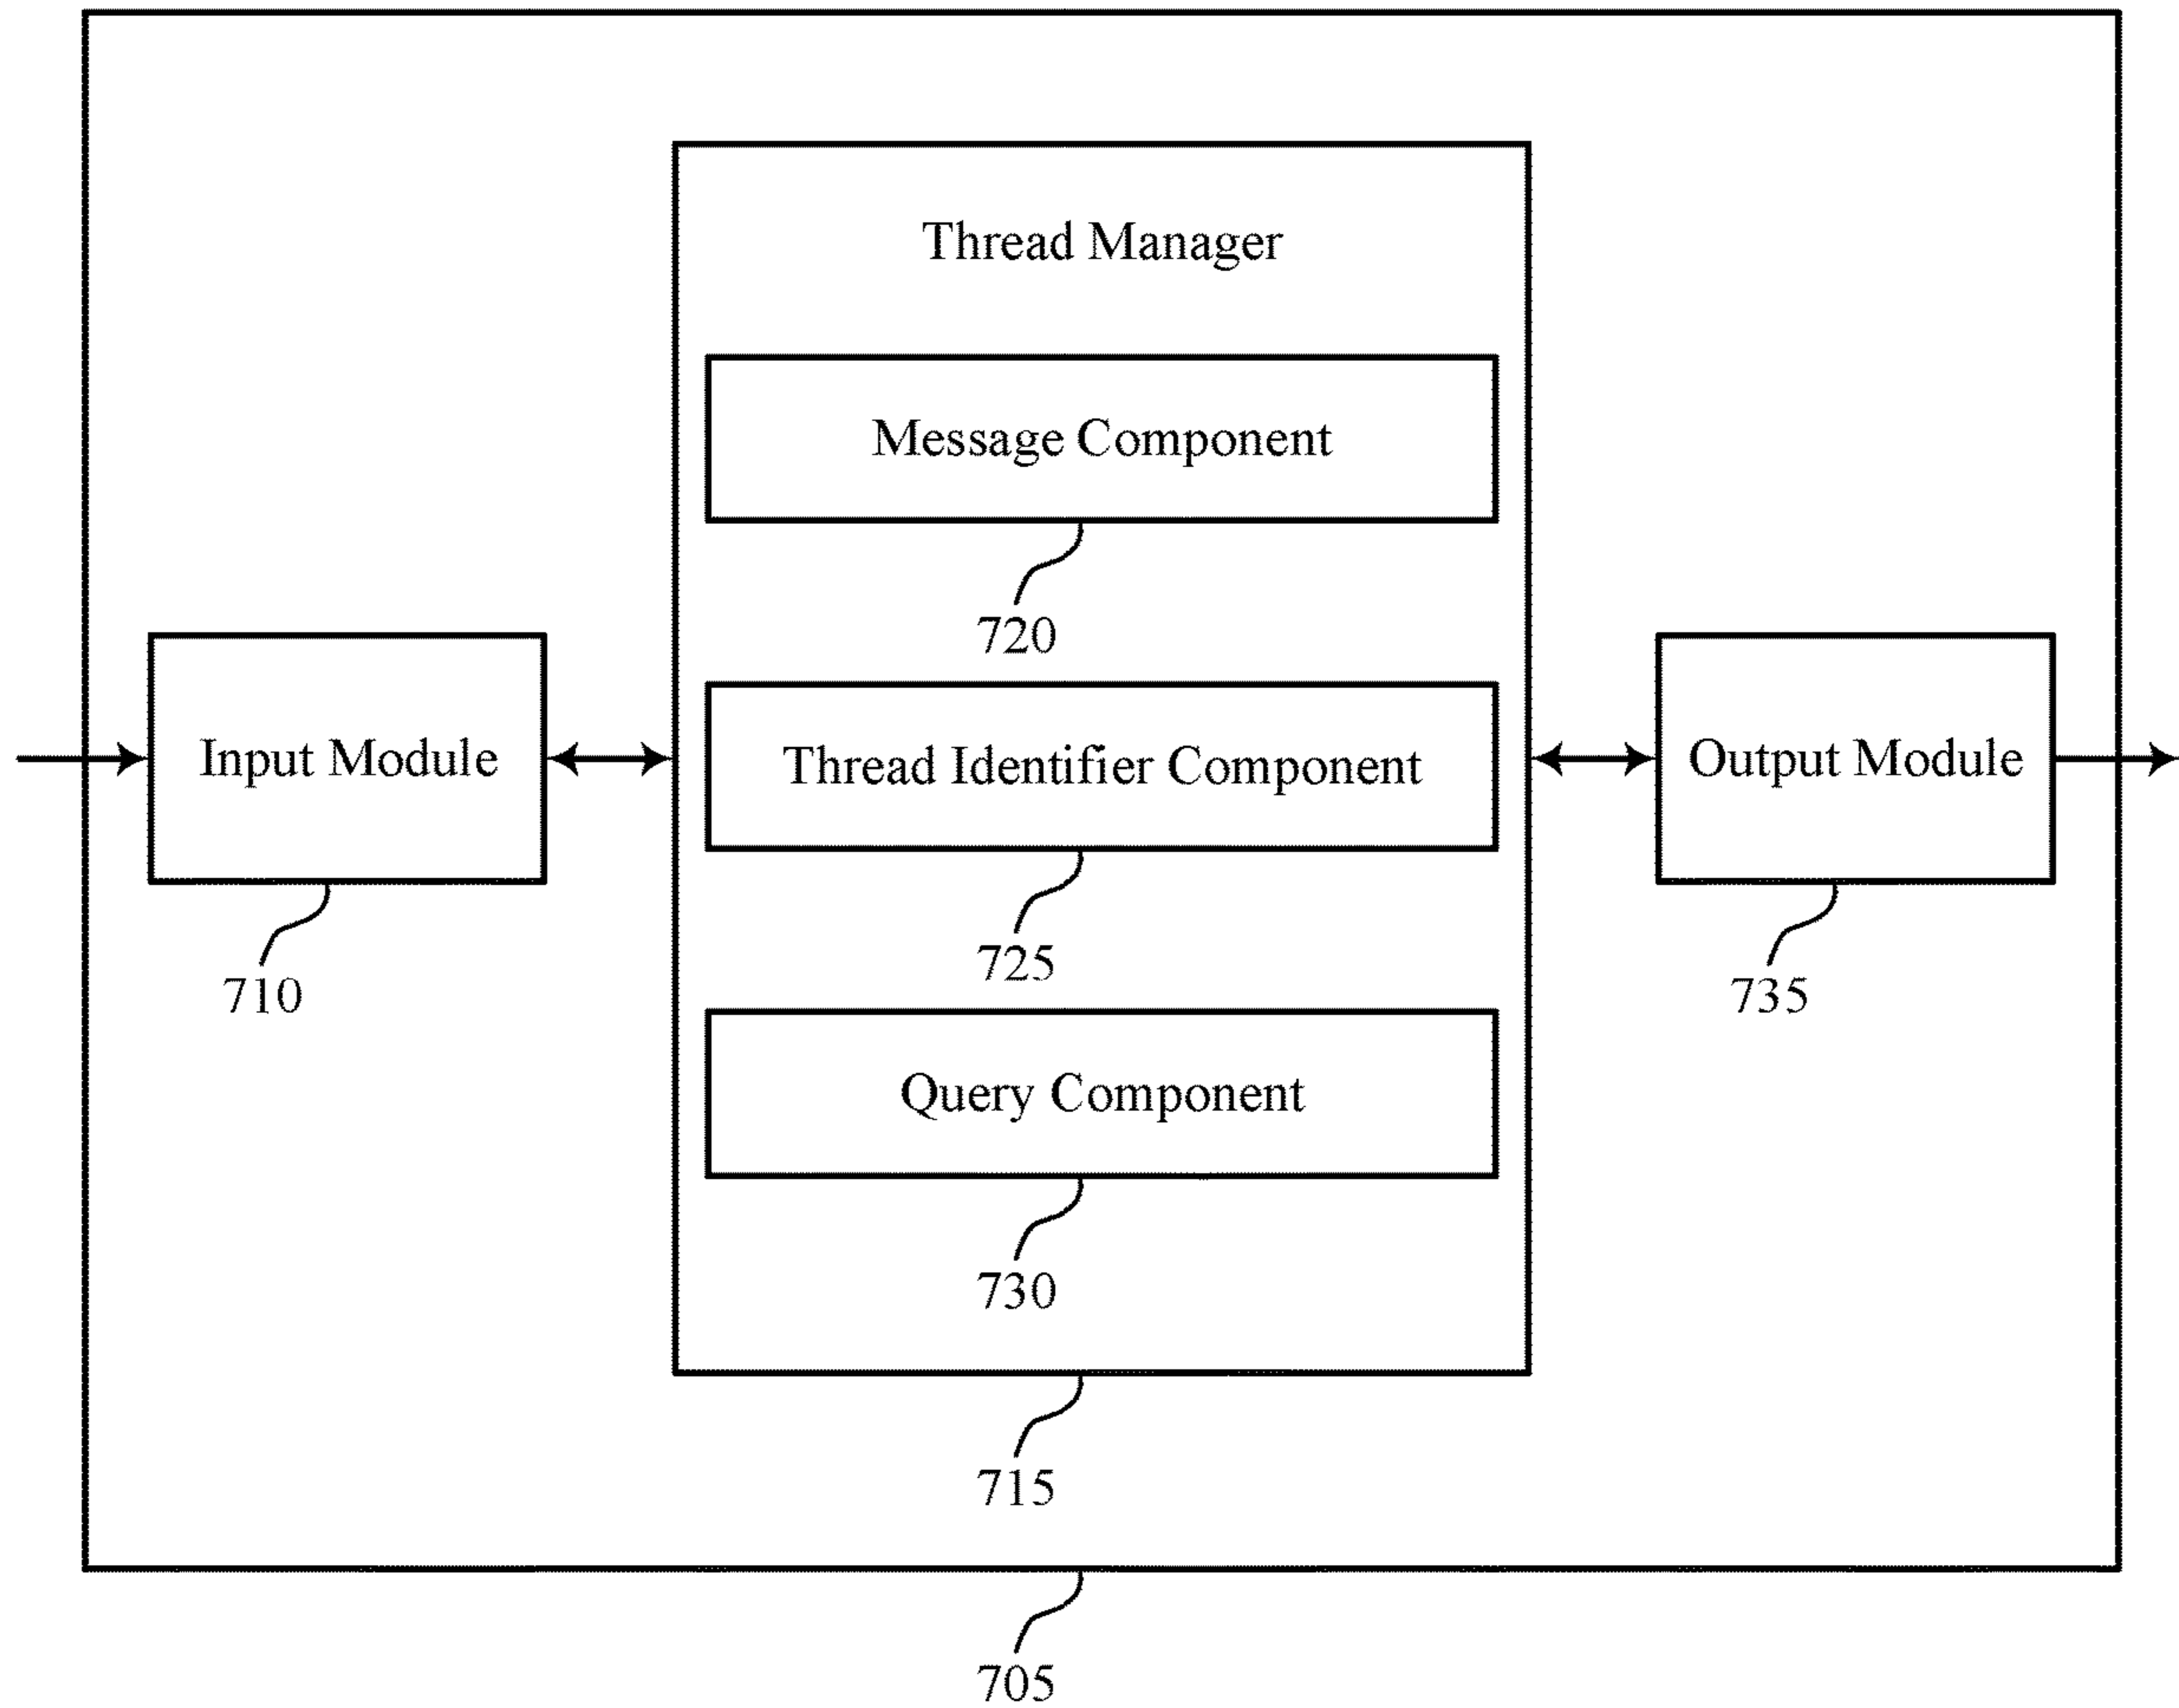 Thread Manager
Message Component
720
Input Module
Thread Identifier Component
Output Module
725
710
735
Query Component
730
715
705